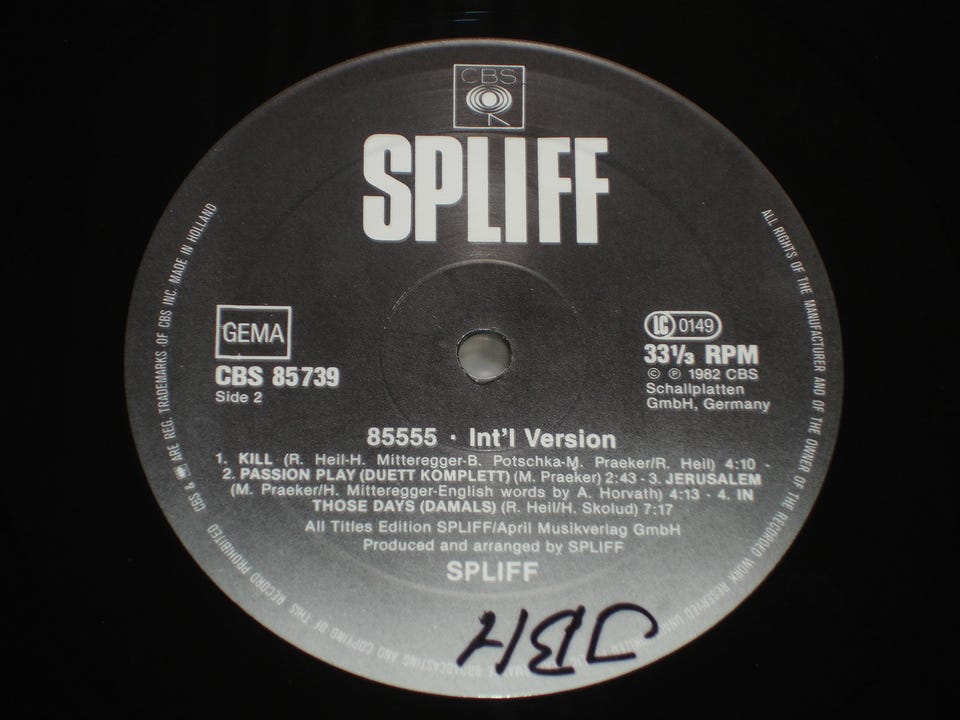 CBS
SPLIFF
GEMA
CBS 85739
Side 2
LC 0149
33 1/3 RPM
© ℗ 1982 CBS
Schallplatten
GmbH, Germany
85555 · Int'l Version
1. KILL (R. Heil-H. Mitteregger-B. Potschka-M. Praeker/R. Heil) 4:10 -
2. PASSION PLAY (DUETT KOMPLETT) (M. Praeker) 2:43 - 3. JERUSALEM
(M. Praeker/H. Mitteregger-English words by A. Horvath) 4:13 - 4. IN
THOSE DAYS (DAMALS) (R. Heil/H. Skolud) 7:17
All Titles Edition SPLIFF/April Musikverlag GmbH
Produced and arranged by SPLIFF
SPLIFF
JBH
CBS & ARE REG. TRADEMARKS OF CBS INC. MADE IN HOLLAND
ALL RIGHTS OF THE MANUFACTURER AND OF THE OWNER OF THE RECORDED WORK RESERVED BROADCASTING AND COPYING OF THIS RECORD PROHIBITED